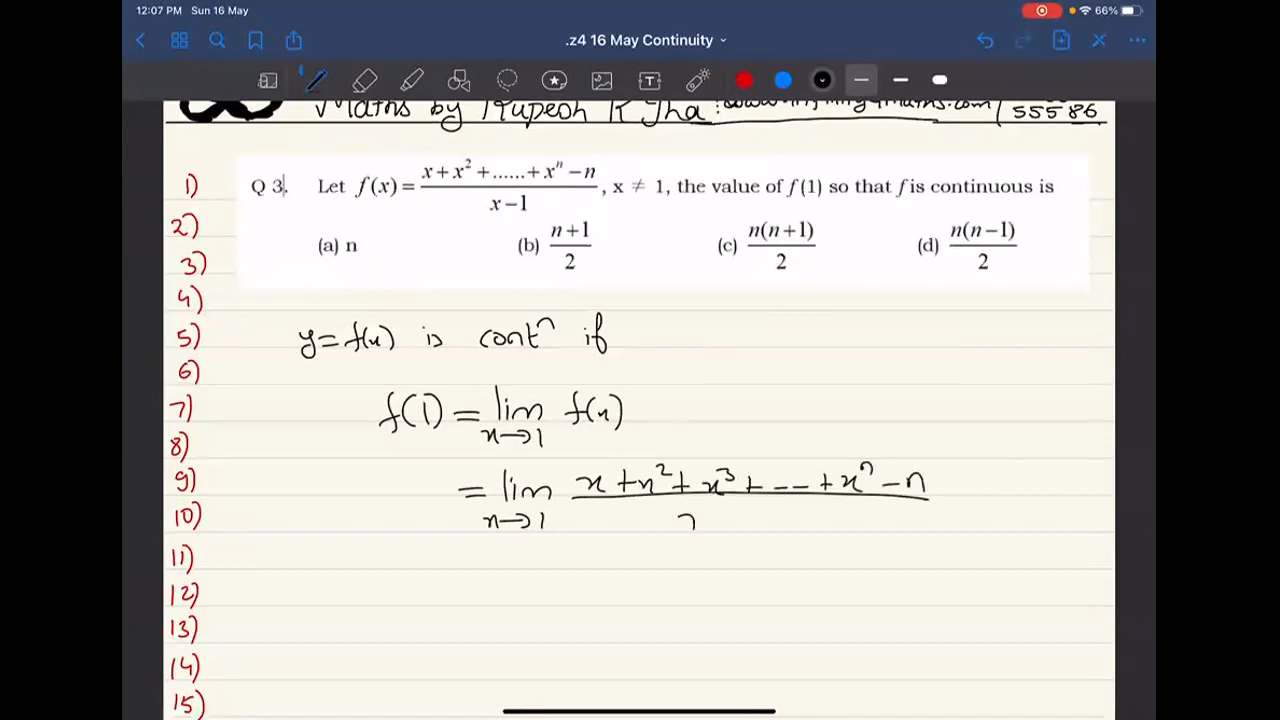 12:07 PM Sun 16 May 66%
.z4 16 May Continuity
Maths by Rupesh K Jha 55586
Q 3. Let f(x) = (x + x² + ...... + xⁿ − n)/(x − 1), x ≠ 1, the value of f(1) so that f is continuous is
(a) n (b) (n+1)/2 (c) n(n+1)/2 (d) n(n−1)/2
1)
2)
3)
4)
5) y = f(x) is contⁿ if
6)
7) f(1) = lim x→1 f(x)
8)
9) = lim x→1 x + x² + x³ + -- + xⁿ − n
10)
11)
12)
13)
14)
15)